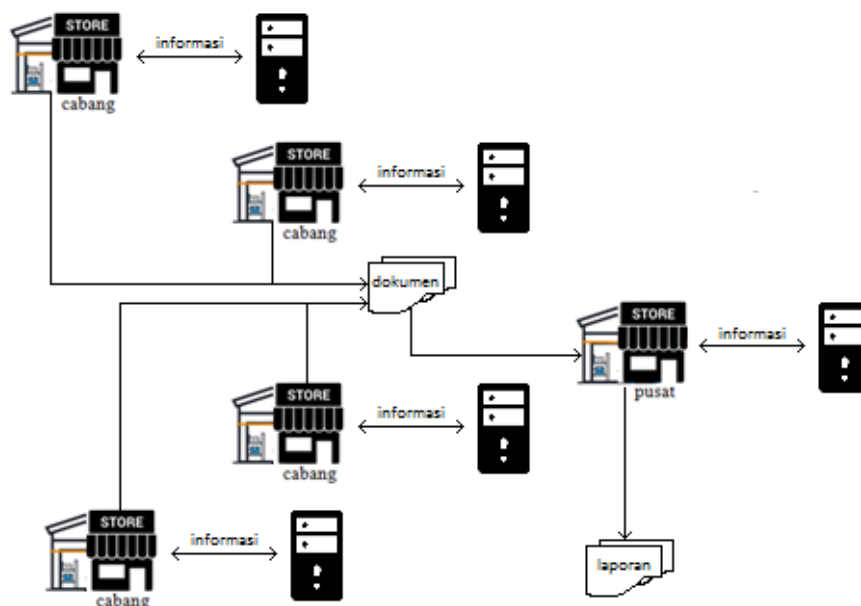 STORE
informasi
cabang
STORE
informasi
cabang
dokumen
STORE
informasi
pusat
STORE
informasi
cabang
STORE
informasi
cabang
laporan